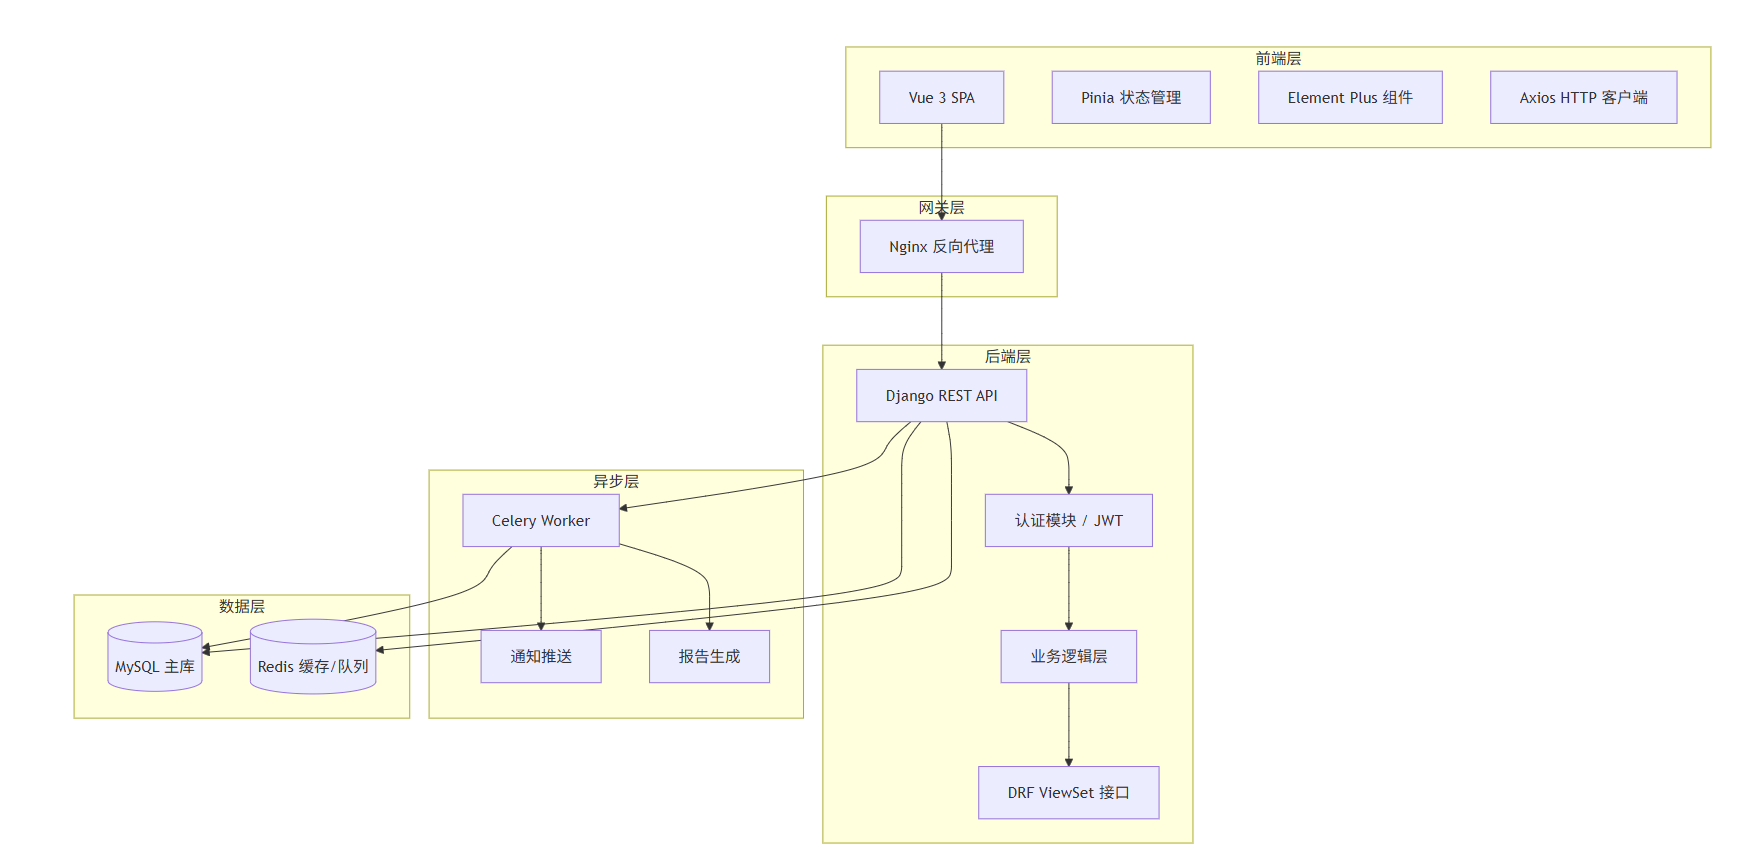 前端层
Vue 3 SPA
Pinia 状态管理
Element Plus 组件
Axios HTTP 客户端
网关层
Nginx 反向代理
后端层
Django REST API
异步层
Celery Worker
认证模块 / JWT
数据层
MySQL 主库
Redis 缓存/队列
通知推送
报告生成
业务逻辑层
DRF ViewSet 接口